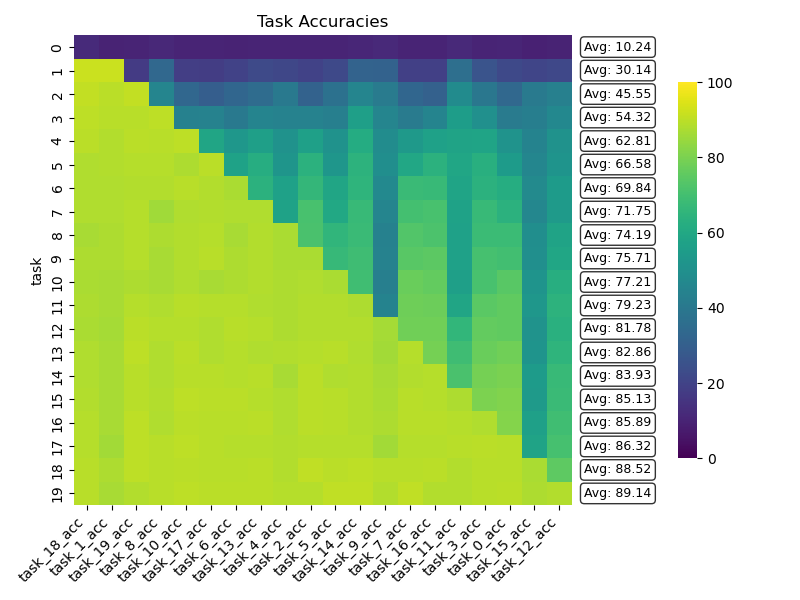 Task Accuracies
task
0 Avg: 10.24
1 Avg: 30.14
2 Avg: 45.55
3 Avg: 54.32
4 Avg: 62.81
5 Avg: 66.58
6 Avg: 69.84
7 Avg: 71.75
8 Avg: 74.19
9 Avg: 75.71
10 Avg: 77.21
11 Avg: 79.23
12 Avg: 81.78
13 Avg: 82.86
14 Avg: 83.93
15 Avg: 85.13
16 Avg: 85.89
17 Avg: 86.32
18 Avg: 88.52
19 Avg: 89.14
task_18_acc
task_1_acc
task_19_acc
task_8_acc
task_10_acc
task_17_acc
task_6_acc
task_13_acc
task_4_acc
task_2_acc
task_5_acc
task_14_acc
task_9_acc
task_7_acc
task_16_acc
task_11_acc
task_3_acc
task_0_acc
task_15_acc
task_12_acc
100
80
60
40
20
0